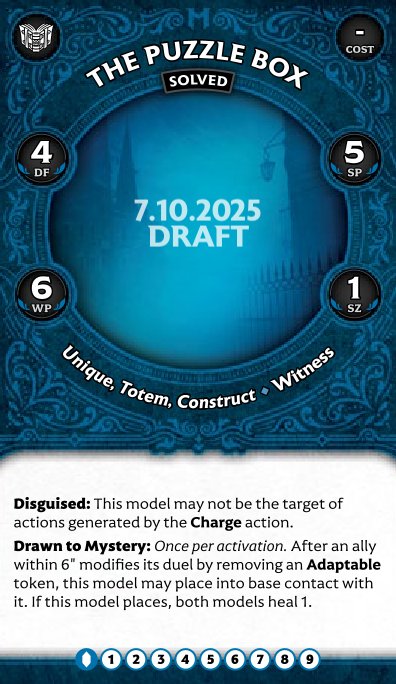 -
COST
THE PUZZLE BOX
SOLVED
4
DF
5
SP
7.10.2025
DRAFT
6
WP
1
SZ
Unique, Totem, Construct ♦ Witness
Disguised: This model may not be the target of
actions generated by the Charge action.
Drawn to Mystery: Once per activation. After an ally
within 6" modifies its duel by removing an Adaptable
token, this model may place into base contact with
it. If this model places, both models heal 1.
1 2 3 4 5 6 7 8 9